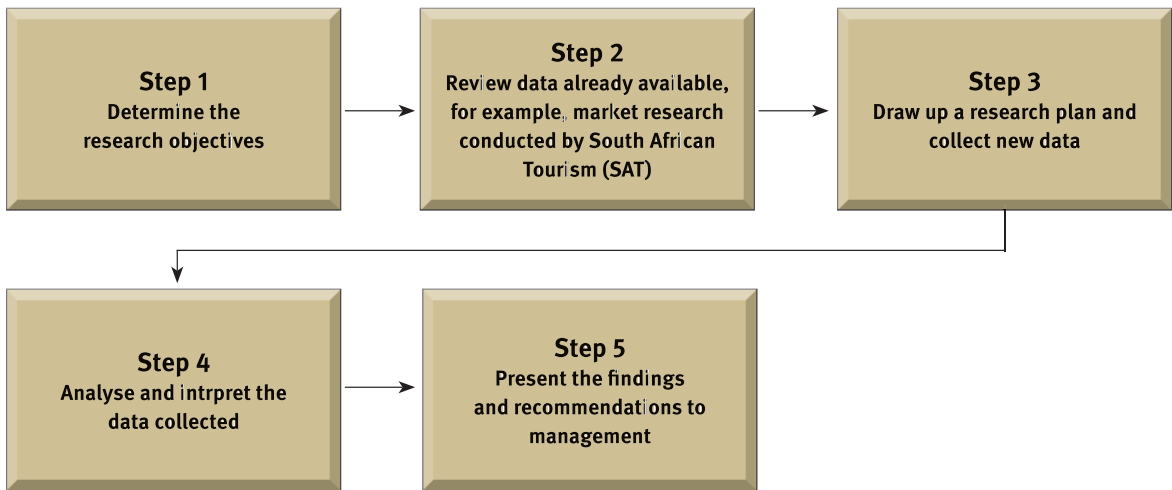 Step 1
Determine the
research objectives
Step 2
Review data already available,
for example, market research
conducted by South African
Tourism (SAT)
Step 3
Draw up a research plan and
collect new data
Step 4
Analyse and intrpret the
data collected
Step 5
Present the findings
and recommendations to
management